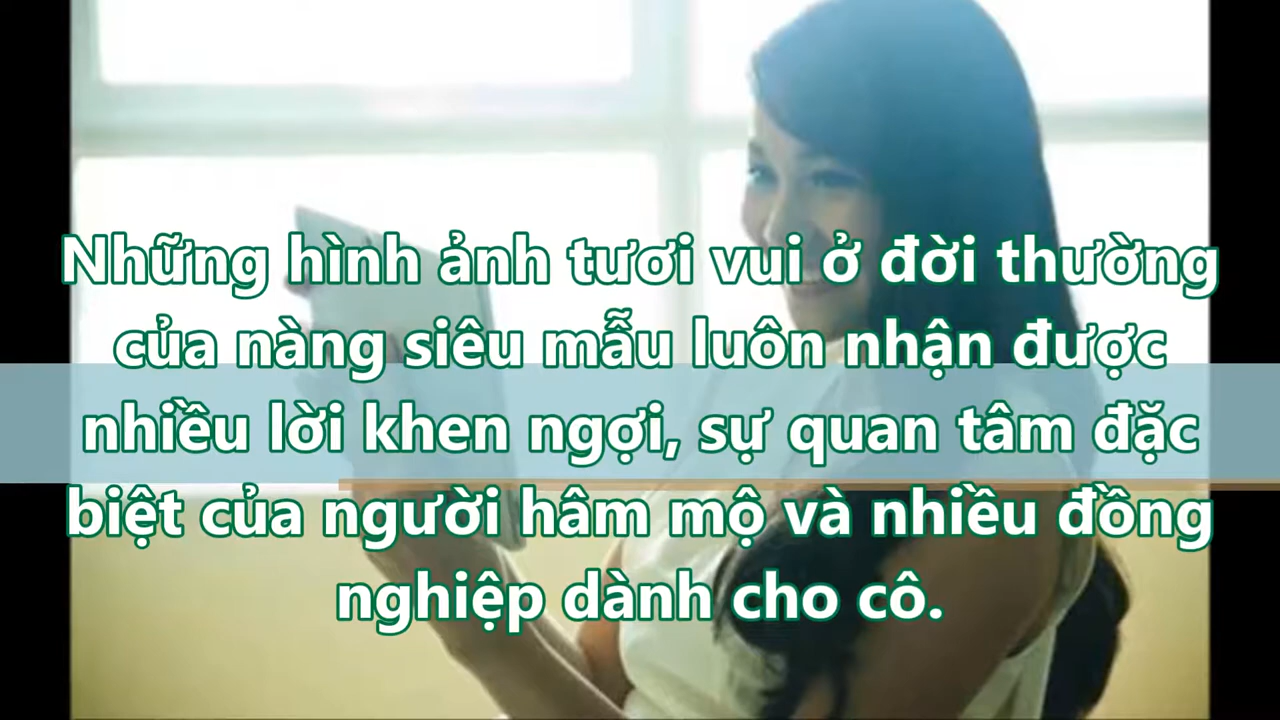 Những hình ảnh tươi vui ở đời thường
của nàng siêu mẫu luôn nhận được
nhiều lời khen ngợi, sự quan tâm đặc
biệt của người hâm mộ và nhiều đồng
nghiệp dành cho cô.